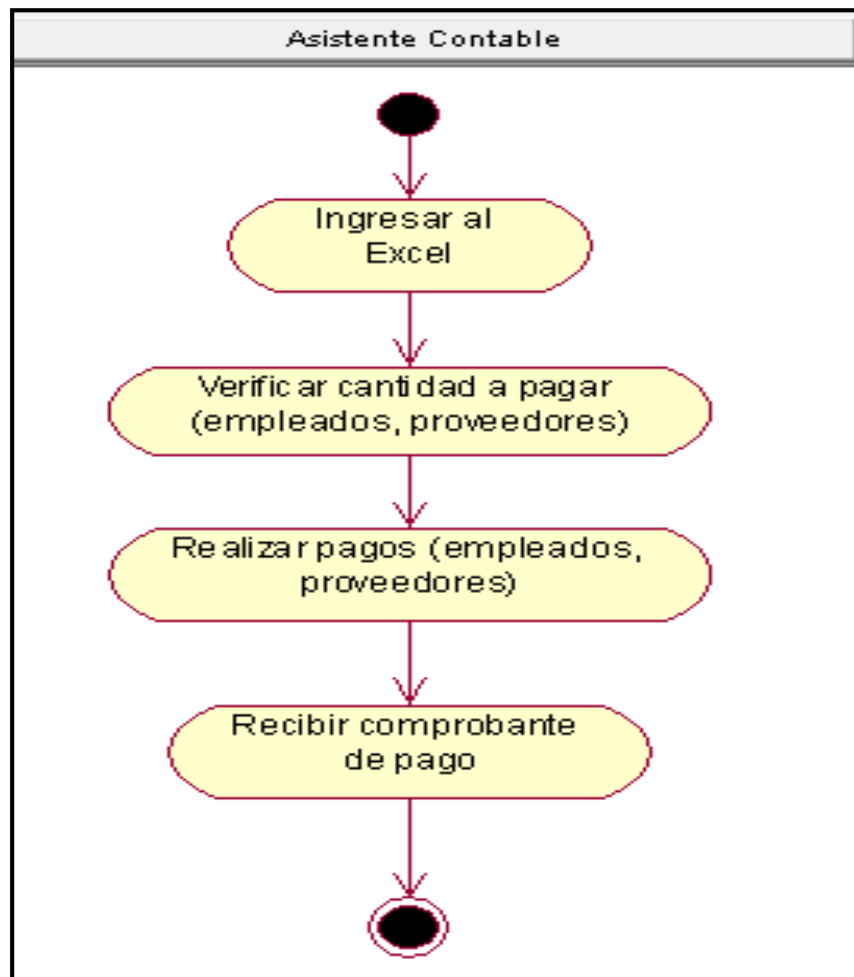 Asistente Contable
Ingresar al
Excel
Verificar cantidad a pagar
(empleados, proveedores)
Realizar pagos (empleados,
proveedores)
Recibir comprobante
de pago